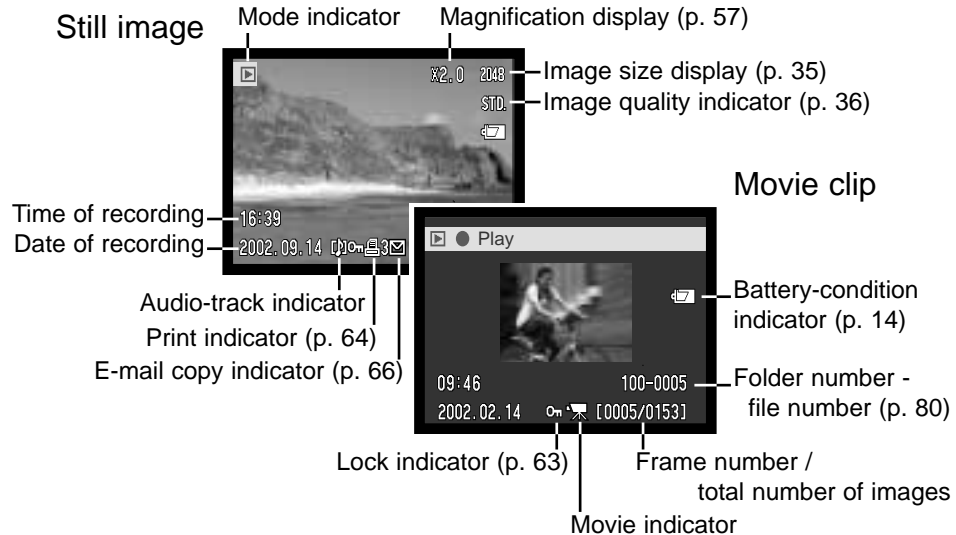 Still image
Mode indicator
Magnification display (p. 57)
X2.0 2048
Image size display (p. 35)
STD.
Image quality indicator (p. 36)
Time of recording
16:39
Date of recording
2002.09.14 3
Audio-track indicator
Print indicator (p. 64)
E-mail copy indicator (p. 66)
Movie clip
Play
Battery-condition
indicator (p. 14)
09:46 100-0005
Folder number -
file number (p. 80)
2002.02.14 [0005/0153]
Lock indicator (p. 63)
Frame number /
total number of images
Movie indicator